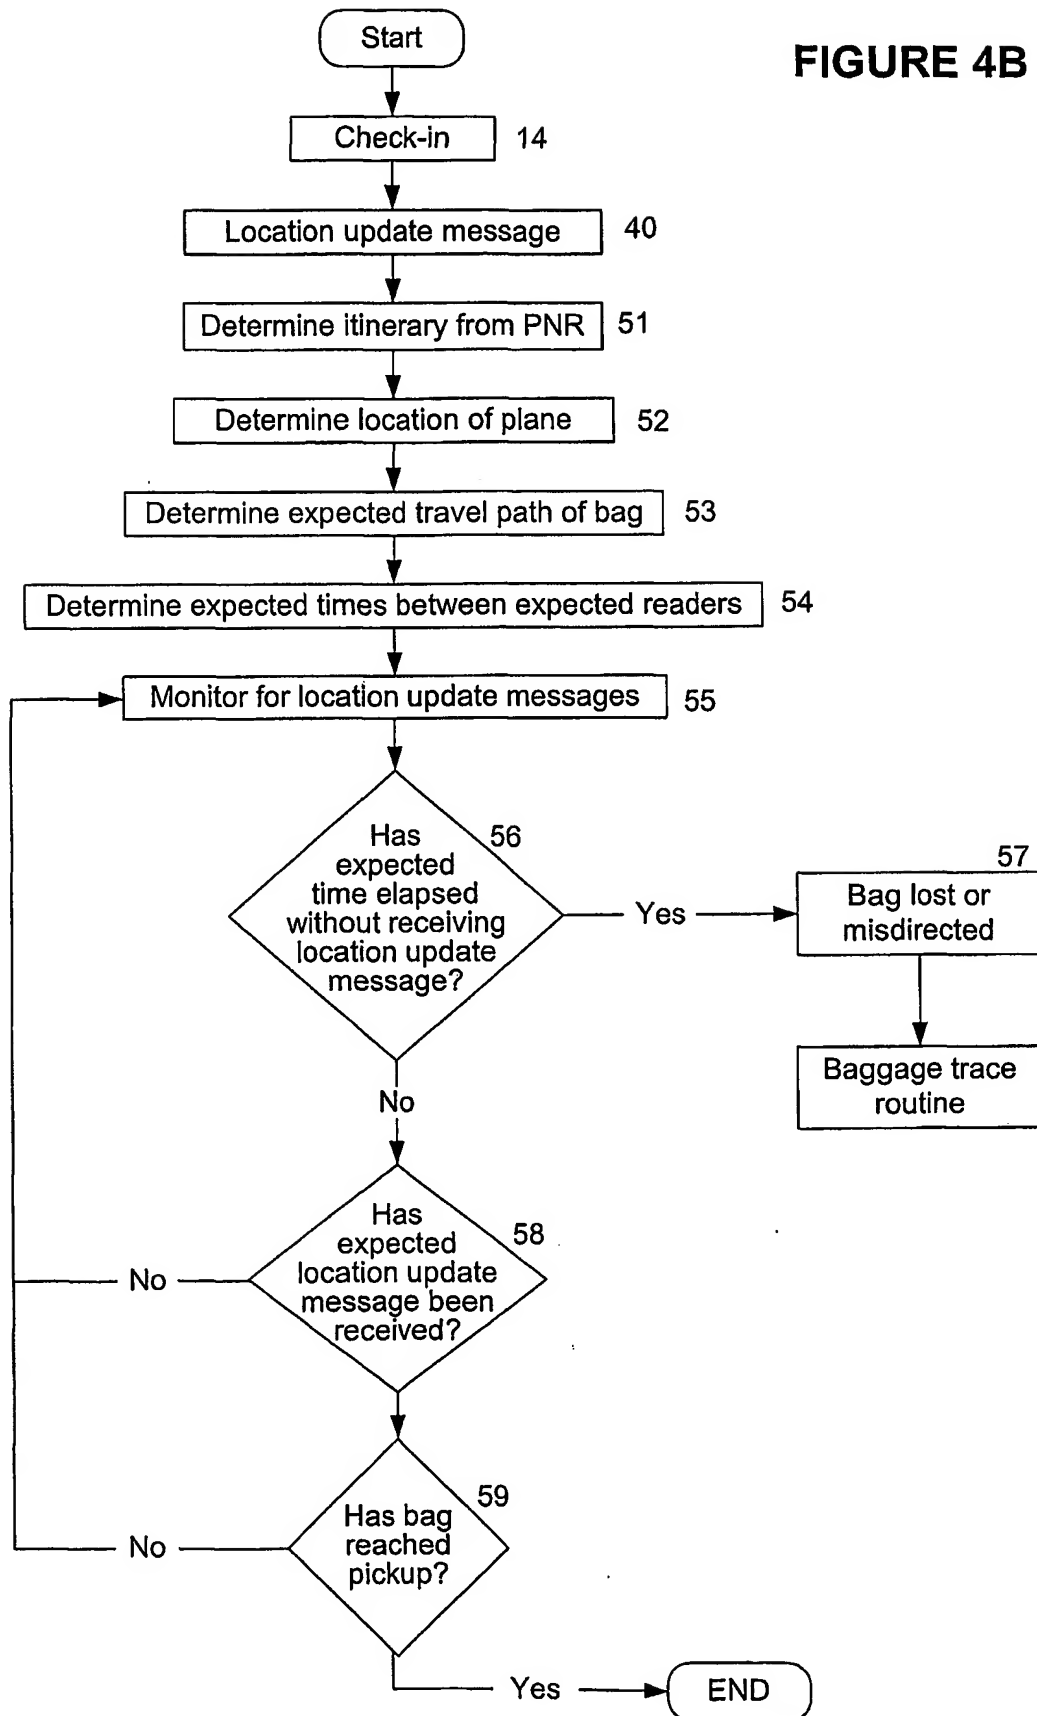 Start
FIGURE 4B
Check-in
14
Location update message
40
Determine itinerary from PNR
51
Determine location of plane
52
Determine expected travel path of bag
53
Determine expected times between expected readers
54
Monitor for location update messages
55
Has
expected
time elapsed
without receiving
location update
message?
56
Yes
57
Bag lost or
misdirected
Baggage trace
routine
No
Has
expected
location update
message been
received?
58
No
Has bag
reached
pickup?
59
No
Yes
END